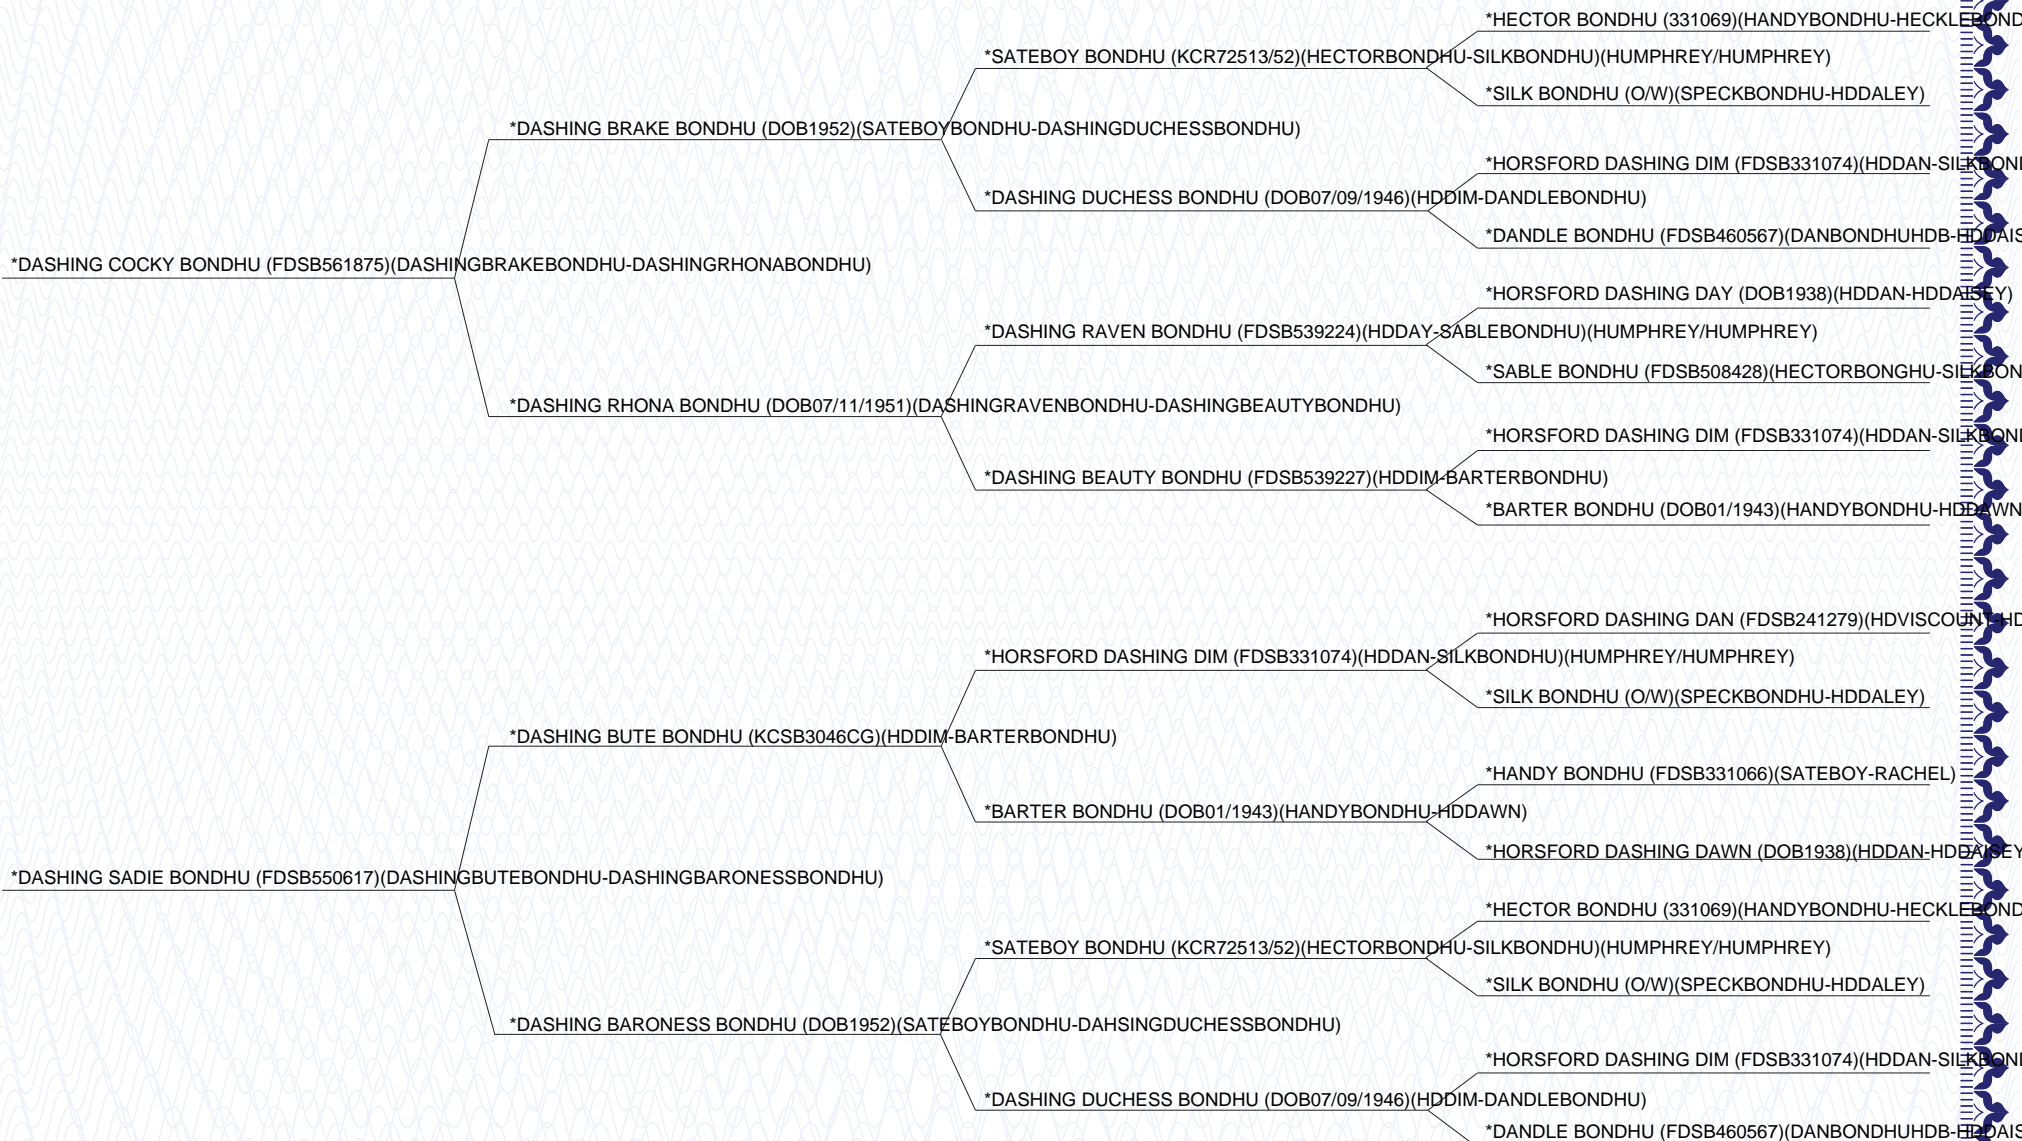 *HECTOR BONDHU (331069)(HANDYBONDHU-HECKLEBOND
*SATEBOY BONDHU (KCR72513/52)(HECTORBONDHU-SILKBONDHU)(HUMPHREY/HUMPHREY)
*SILK BONDHU (O/W)(SPECKBONDHU-HDDALEY)
*DASHING BRAKE BONDHU (DOB1952)(SATEBOYBONDHU-DASHINGDUCHESSBONDHU)
*HORSFORD DASHING DIM (FDSB331074)(HDDAN-SILKBOND
*DASHING DUCHESS BONDHU (DOB07/09/1946)(HDDIM-DANDLEBONDHU)
*DANDLE BONDHU (FDSB460567)(DANBONDHUHDB-HDDAIS
*DASHING COCKY BONDHU (FDSB561875)(DASHINGBRAKEBONDHU-DASHINGRHONABONDHU)
*HORSFORD DASHING DAY (DOB1938)(HDDAN-HDDAISEY)
*DASHING RAVEN BONDHU (FDSB539224)(HDDAY-SABLEBONDHU)(HUMPHREY/HUMPHREY)
*SABLE BONDHU (FDSB508428)(HECTORBONGHU-SILKBON
*DASHING RHONA BONDHU (DOB07/11/1951)(DASHINGRAVENBONDHU-DASHINGBEAUTYBONDHU)
*HORSFORD DASHING DIM (FDSB331074)(HDDAN-SILKBOND
*DASHING BEAUTY BONDHU (FDSB539227)(HDDIM-BARTERBONDHU)
*BARTER BONDHU (DOB01/1943)(HANDYBONDHU-HDDAWN
*HORSFORD DASHING DAN (FDSB241279)(HDVISCOUNT-HD
*HORSFORD DASHING DIM (FDSB331074)(HDDAN-SILKBONDHU)(HUMPHREY/HUMPHREY)
*SILK BONDHU (O/W)(SPECKBONDHU-HDDALEY)
*DASHING BUTE BONDHU (KCSB3046CG)(HDDIM-BARTERBONDHU)
*HANDY BONDHU (FDSB331066)(SATEBOY-RACHEL)
*BARTER BONDHU (DOB01/1943)(HANDYBONDHU-HDDAWN)
*HORSFORD DASHING DAWN (DOB1938)(HDDAN-HDDAISEY
*DASHING SADIE BONDHU (FDSB550617)(DASHINGBUTEBONDHU-DASHINGBARONESSBONDHU)
*HECTOR BONDHU (331069)(HANDYBONDHU-HECKLEBOND
*SATEBOY BONDHU (KCR72513/52)(HECTORBONDHU-SILKBONDHU)(HUMPHREY/HUMPHREY)
*SILK BONDHU (O/W)(SPECKBONDHU-HDDALEY)
*DASHING BARONESS BONDHU (DOB1952)(SATEBOYBONDHU-DAHSINGDUCHESSBONDHU)
*HORSFORD DASHING DIM (FDSB331074)(HDDAN-SILKBOND
*DASHING DUCHESS BONDHU (DOB07/09/1946)(HDDIM-DANDLEBONDHU)
*DANDLE BONDHU (FDSB460567)(DANBONDHUHDB-HDDAIS